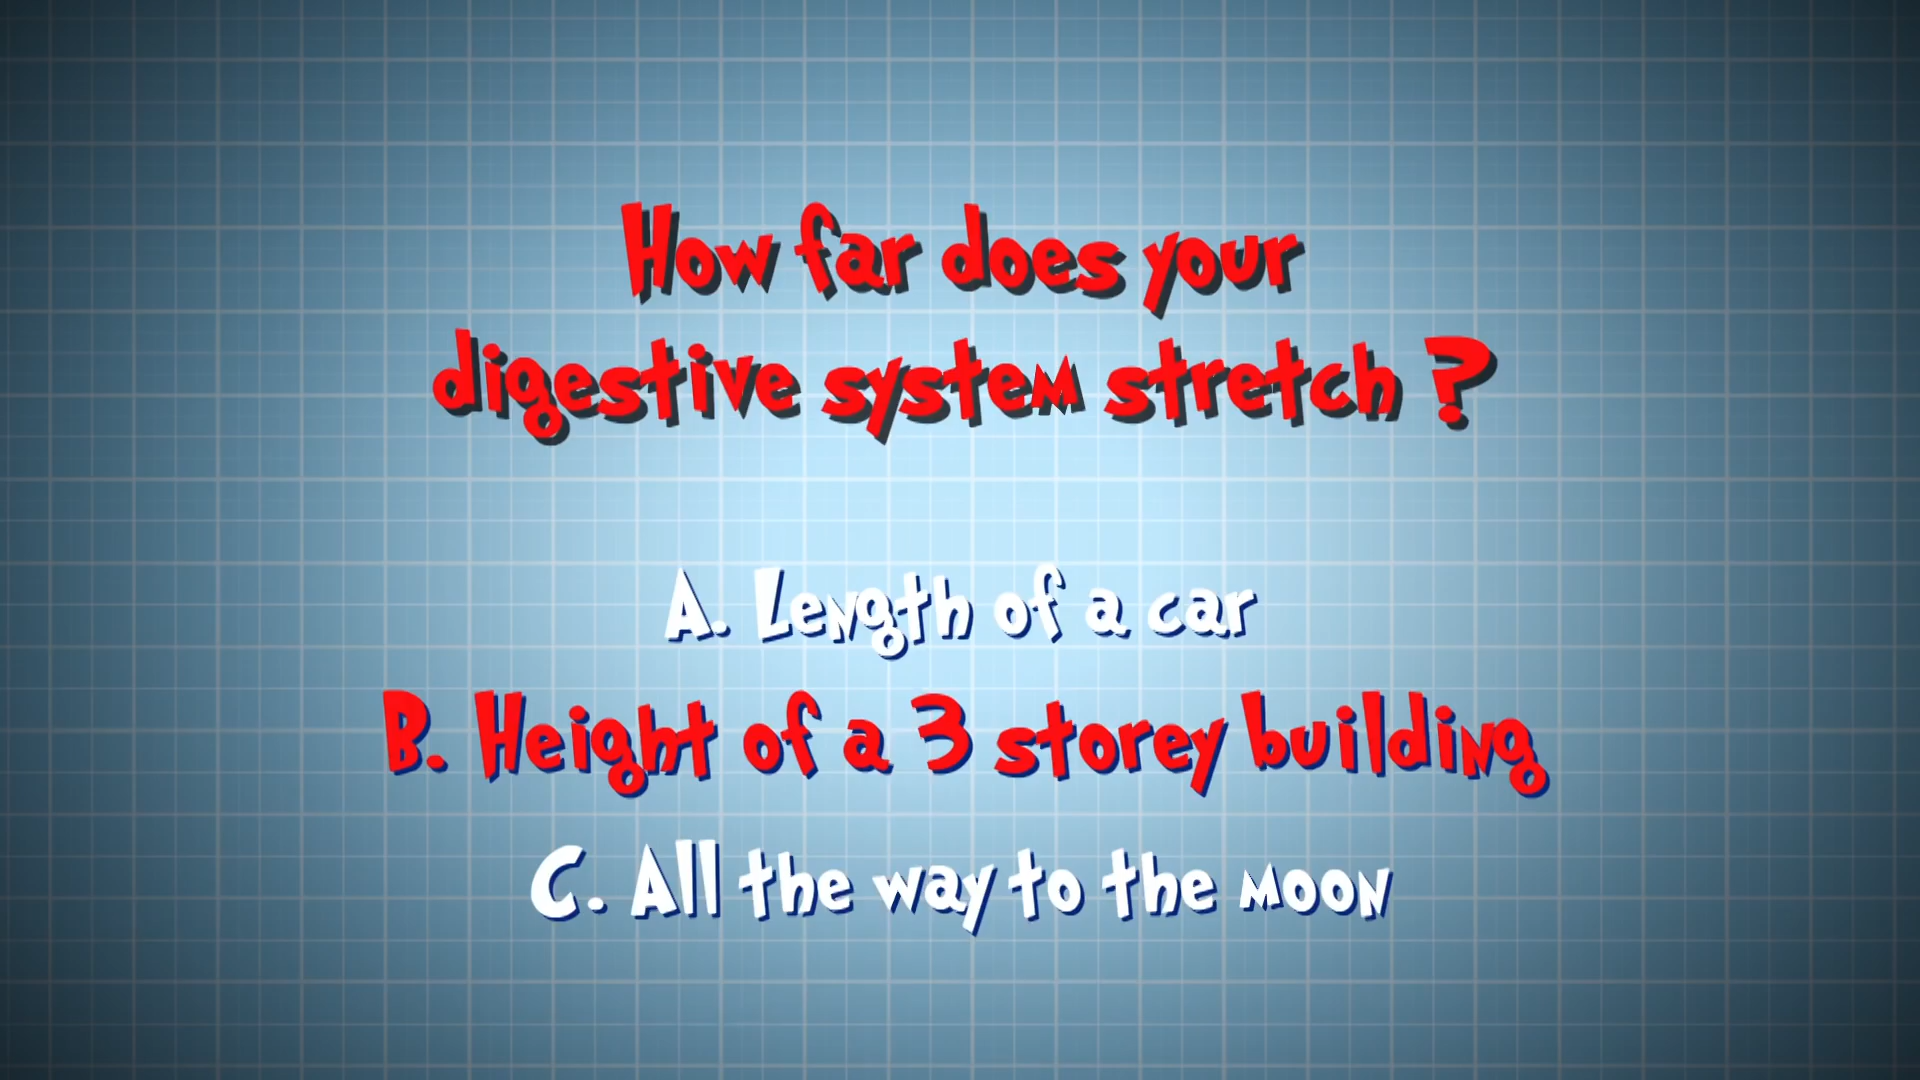 How far does your
digestive system stretch ?
A. Length of a car
B. Height of a 3 storey building
C. All the way to the moon